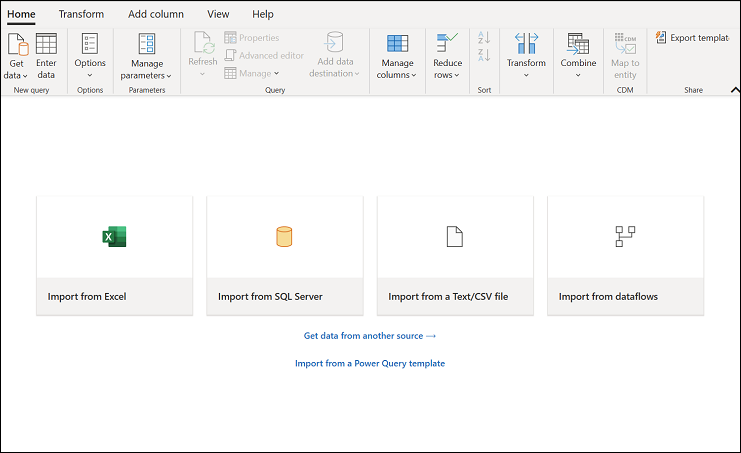 Home Transform Add column View Help
Get data
Enter data
Options
Manage parameters
Refresh
Properties
Advanced editor
Manage
Add data destination
Manage columns
Reduce rows
A Z
Z A
Transform
Combine
CDM
Map to entity
Export templat
New query
Options
Parameters
Query
Sort
CDM
Share
X
Import from Excel
Import from SQL Server
Import from a Text/CSV file
Import from dataflows
Get data from another source →
Import from a Power Query template